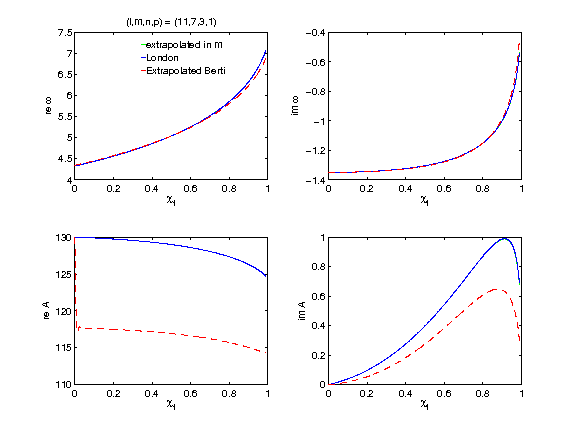 (l,m,n,p) = (11,7,3,1)
7.5
7
6.5
6
5.5
5
4.5
4
re ω
0 0.2 0.4 0.6 0.8 1
χf
extrapolated in m
London
Extrapolated Berti
−0.4
−0.6
−0.8
−1
−1.2
−1.4
im ω
0 0.2 0.4 0.6 0.8 1
χf
130
125
120
115
110
re A
0 0.2 0.4 0.6 0.8 1
χf
1
0.8
0.6
0.4
0.2
0
im A
0 0.2 0.4 0.6 0.8 1
χf